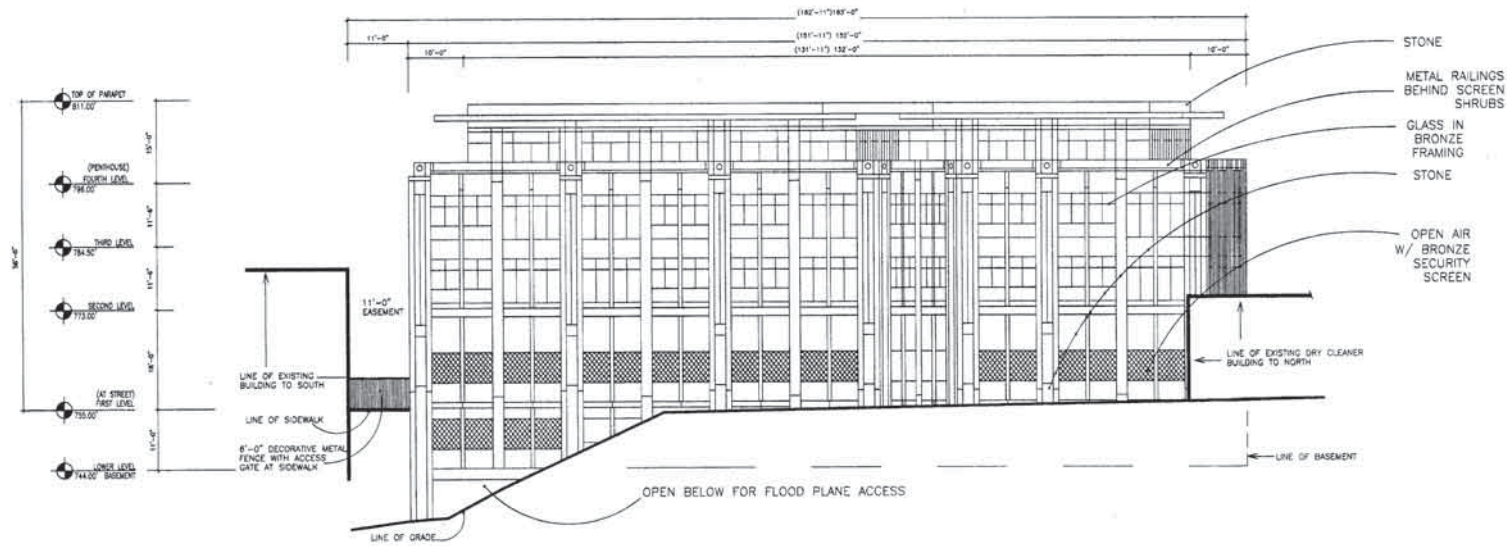 (182'-11")183'-0"
11'-0"
(151'-11") 152'-0"
10'-0"
(131'-11") 132'-0"
10'-0"
STONE
METAL RAILINGS
BEHIND SCREEN
SHRUBS
GLASS IN
BRONZE
FRAMING
STONE
OPEN AIR
W/ BRONZE
SECURITY
SCREEN
TOP OF PARAPET
811.00'
15'-0"
(PENTHOUSE)
FOURTH LEVEL
796.00'
11'-6"
THIRD LEVEL
784.50'
56'-0"
11'-6"
SECOND LEVEL
773.00'
18'-0"
(AT STREET)
FIRST LEVEL
755.00'
11'-0"
LOWER LEVEL
744.00' BASEMENT
11'-0"
EASEMENT
LINE OF EXISTING
BUILDING TO SOUTH
LINE OF SIDEWALK
6'-0" DECORATIVE METAL
FENCE WITH ACCESS
GATE AT SIDEWALK
LINE OF EXISTING DRY CLEANER
BUILDING TO NORTH
LINE OF BASEMENT
OPEN BELOW FOR FLOOD PLANE ACCESS
LINE OF GRADE